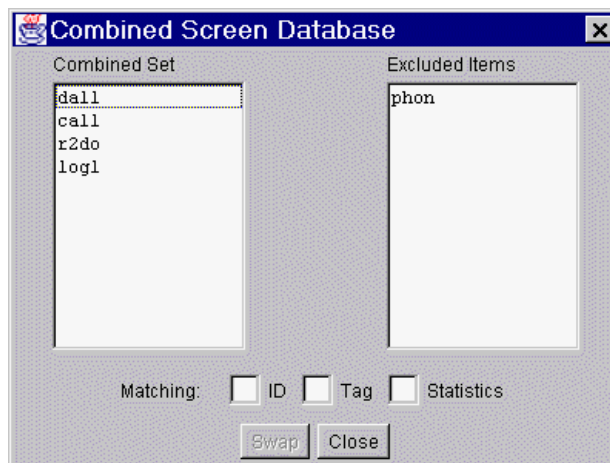 Combined Screen Database
Combined Set
Excluded Items
dall
call
r2do
logl
phon
Matching: ID Tag Statistics
Swap Close